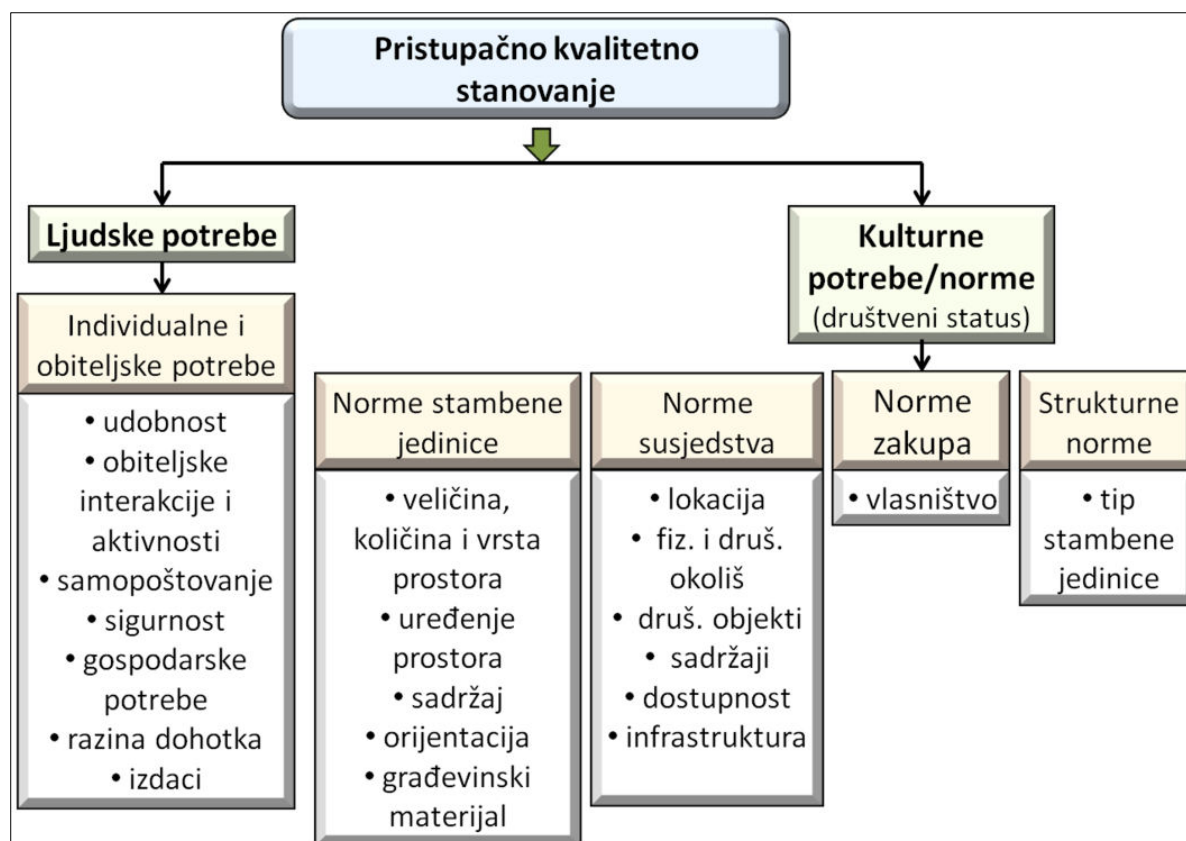 Pristupačno kvalitetno
stanovanje
Ljudske potrebe
Individualne i
obiteljske potrebe
• udobnost
• obiteljske
interakcije i
aktivnosti
• samopoštovanje
• sigurnost
• gospodarske
potrebe
• razina dohotka
• izdaci
Kulturne
potrebe/norme
(društveni status)
Norme stambene
jedinice
• veličina,
količina i vrsta
prostora
• uređenje
prostora
• sadržaj
• orijentacija
• građevinski
materijal
Norme
susjedstva
• lokacija
• fiz. i druš.
okoliš
• druš. objekti
• sadržaji
• dostupnost
• infrastruktura
Norme
zakupa
• vlasništvo
Strukturne
norme
• tip
stambene
jedinice